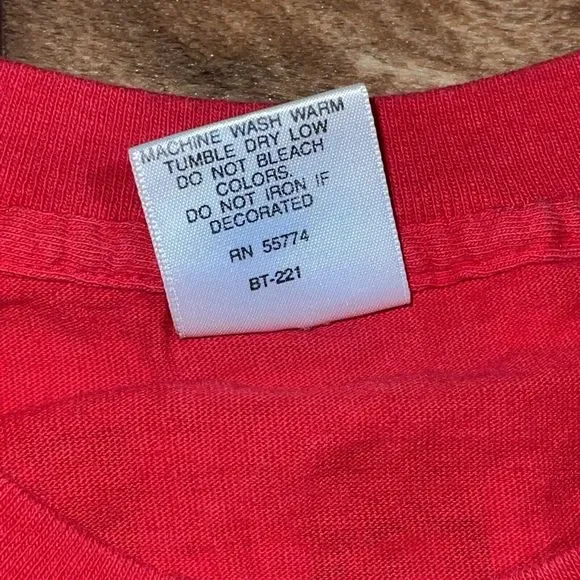 MACHINE WASH WARM
TUMBLE DRY LOW
DO NOT BLEACH
COLORS.
DO NOT IRON IF
DECORATED
RN 55774
BT-221